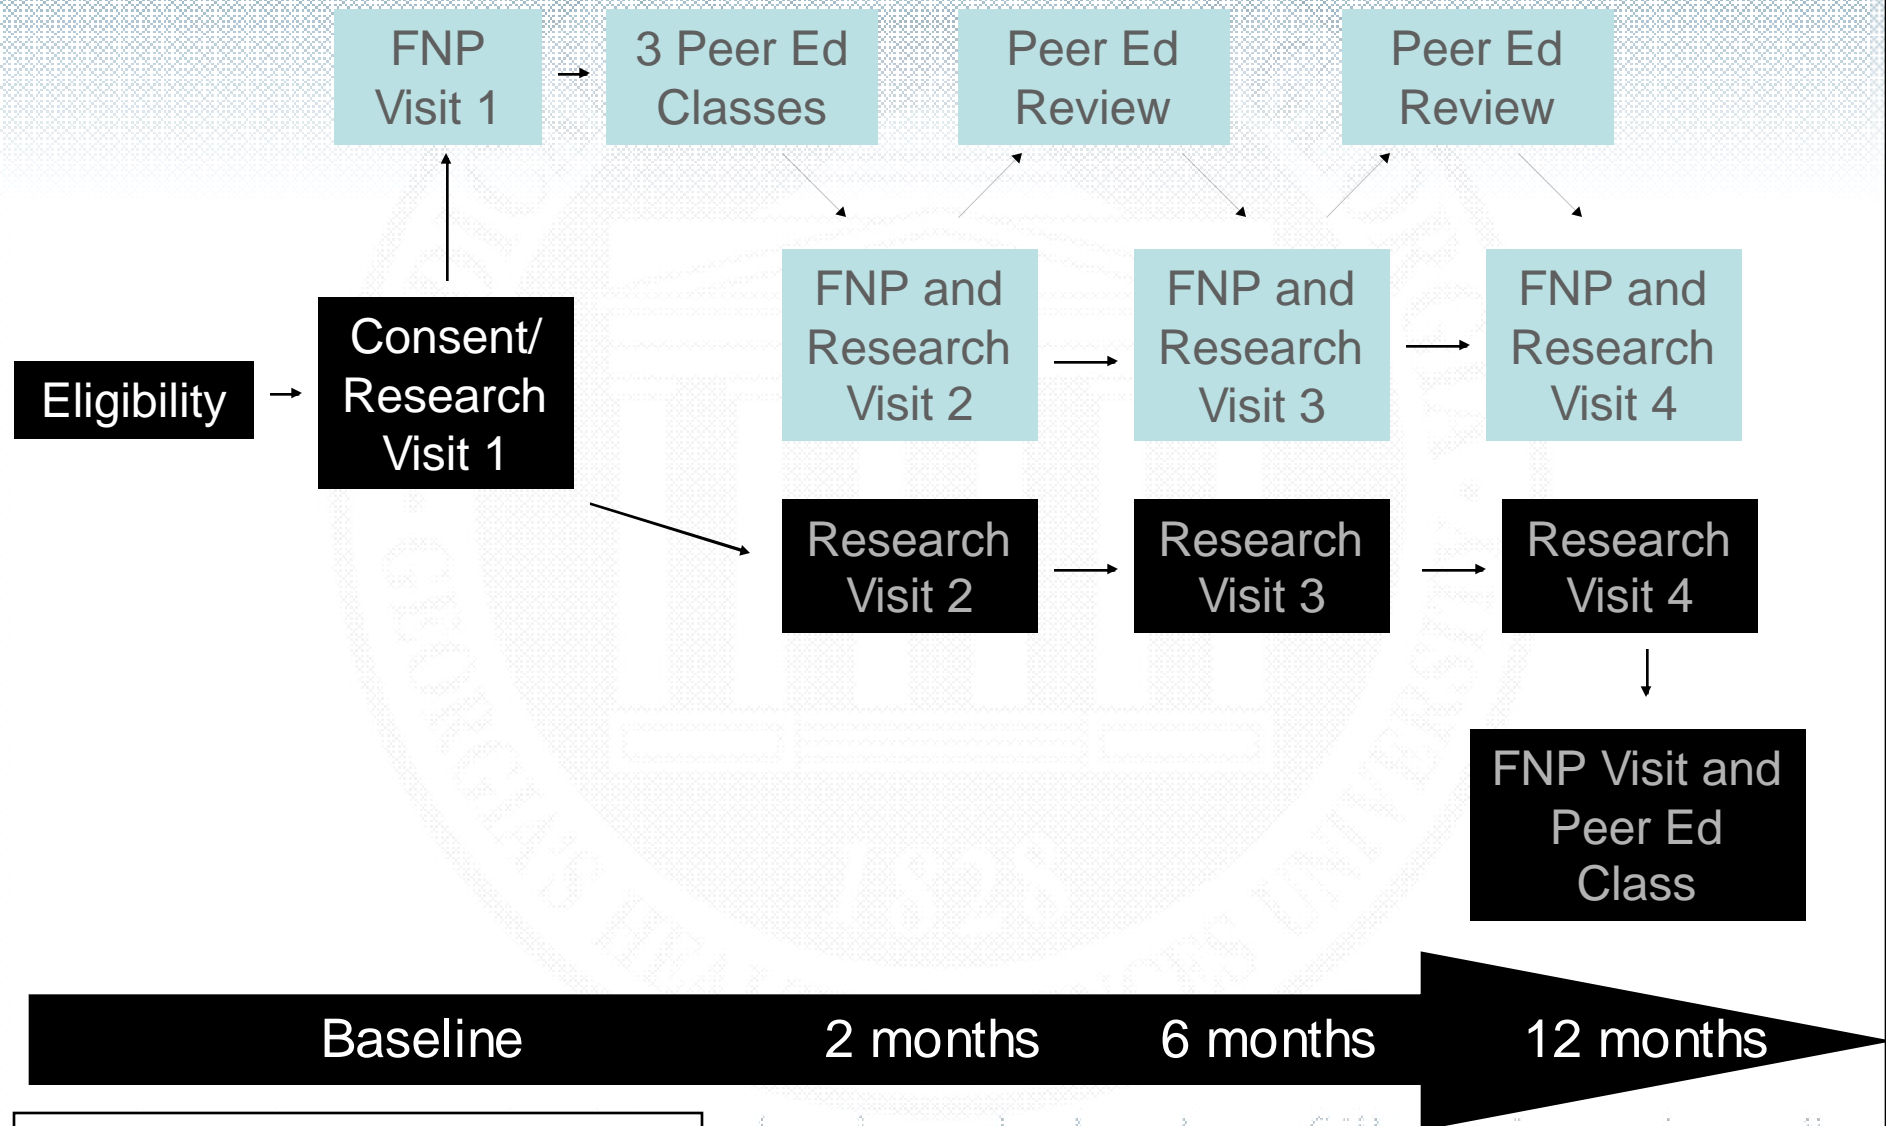 FNP
Visit 1
3 Peer Ed
Classes
Peer Ed
Review
Peer Ed
Review
Eligibility
Consent/
Research
Visit 1
FNP and
Research
Visit 2
FNP and
Research
Visit 3
FNP and
Research
Visit 4
Research
Visit 2
Research
Visit 3
Research
Visit 4
FNP Visit and
Peer Ed
Class
Baseline
2 months
6 months
12 months
1828